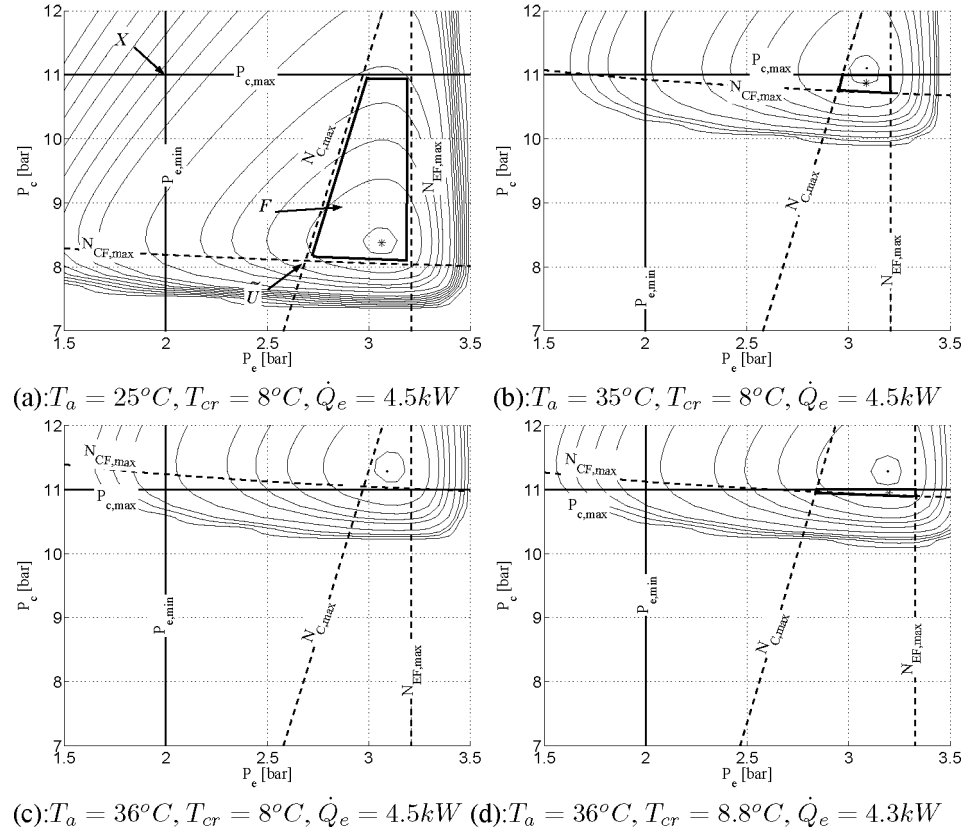 12
11
10
9
8
7
1.5
2
2.5
3
3.5
P_c [bar]
P_e [bar]
X
P_c,max
P_e,min
N_C,max
N_EF,max
N_CF,max
F
Ũ
(a):T_a = 25°C, T_cr = 8°C, Q̇_e = 4.5kW
12
11
10
9
8
7
1.5
2
2.5
3
3.5
P_c [bar]
P_e [bar]
P_c,max
N_CF,max
N_C,max
N_EF,max
P_e,min
(b):T_a = 35°C, T_cr = 8°C, Q̇_e = 4.5kW
12
11
10
9
8
7
1.5
2
2.5
3
3.5
P_c [bar]
P_e [bar]
N_CF,max
P_c,max
P_e,min
N_C,max
N_EF,max
(c):T_a = 36°C, T_cr = 8°C, Q̇_e = 4.5kW
12
11
10
9
8
7
1.5
2
2.5
3
3.5
P_c [bar]
P_e [bar]
N_CF,max
P_c,max
P_e,min
N_C,max
N_EF,max
(d):T_a = 36°C, T_cr = 8.8°C, Q̇_e = 4.3kW